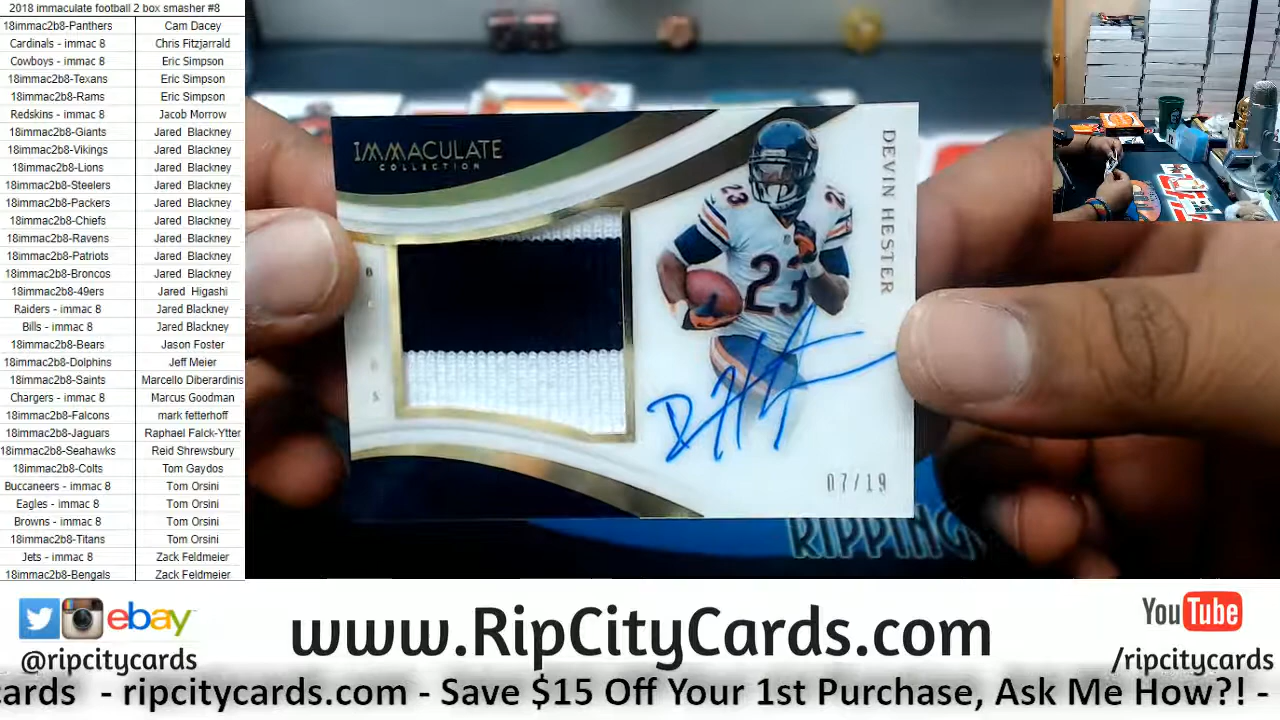 2018 immaculate football 2 box smasher #8
18immac2b8-Panthers Cam Dacey
Cardinals - immac 8 Chris Fitzjarrald
Cowboys - immac 8 Eric Simpson
18immac2b8-Texans Eric Simpson
18immac2b8-Rams Eric Simpson
Redskins - immac 8 Jacob Morrow
18immac2b8-Giants Jared Blackney
18immac2b8-Vikings Jared Blackney
18immac2b8-Lions Jared Blackney
18immac2b8-Steelers Jared Blackney
18immac2b8-Packers Jared Blackney
18immac2b8-Chiefs Jared Blackney
18immac2b8-Ravens Jared Blackney
18immac2b8-Patriots Jared Blackney
18immac2b8-Broncos Jared Blackney
18immac2b8-49ers Jared Higashi
Raiders - immac 8 Jared Blackney
Bills - immac 8 Jared Blackney
18immac2b8-Bears Jason Foster
18immac2b8-Dolphins Jeff Meier
18immac2b8-Saints Marcello Diberardinis
Chargers - immac 8 Marcus Goodman
18immac2b8-Falcons mark fetterhoff
18immac2b8-Jaguars Raphael Falck-Ytter
18immac2b8-Seahawks Reid Shrewsbury
18immac2b8-Colts Tom Gaydos
Buccaneers - immac 8 Tom Orsini
Eagles - immac 8 Tom Orsini
Browns - immac 8 Tom Orsini
18immac2b8-Titans Tom Orsini
Jets - immac 8 Zack Feldmeier
18immac2b8-Bengals Zack Feldmeier
IMMACULATE
COLLECTION
DEVIN HESTER
23
23
07/19
RIPPING
ebay
@ripcitycards
www.RipCityCards.com
YouTube
/ripcitycards
cards - ripcitycards.com - Save $15 Off Your 1st Purchase, Ask Me How?! -